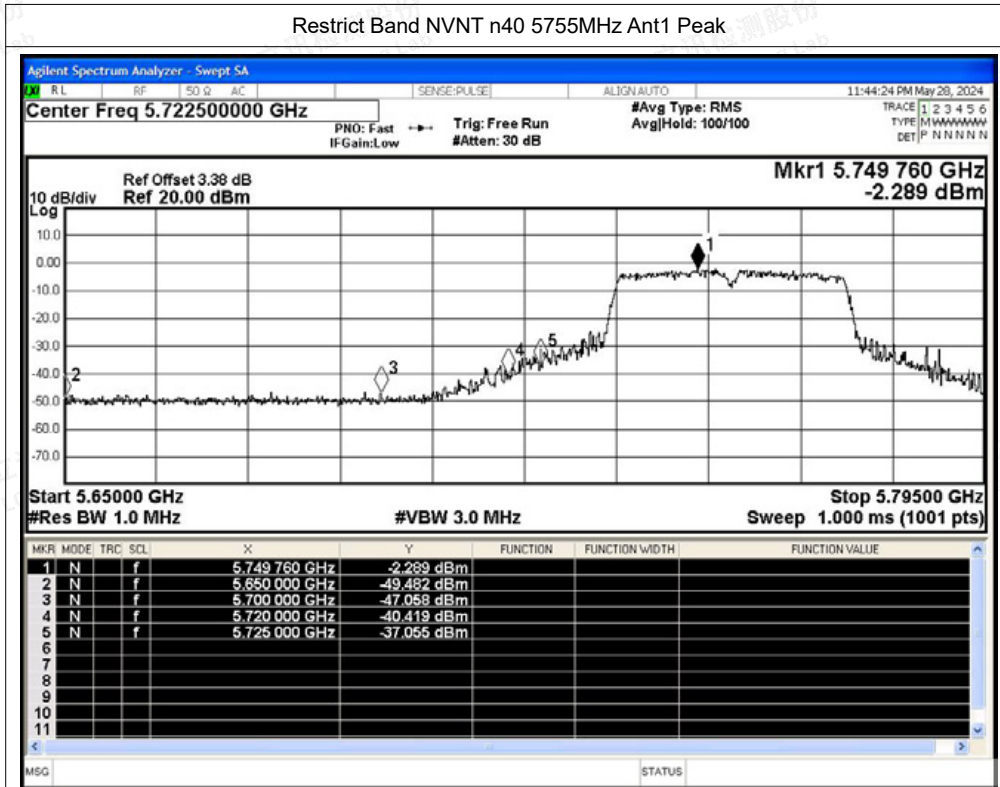 Restrict Band NVNT n40 5755MHz Ant1 Peak
Agilent Spectrum Analyzer - Swept SA
RL RF 50 Ω AC SENSE:PULSE ALIGN AUTO 11:44:24 PM May 28, 2024
Center Freq 5.722500000 GHz #Avg Type: RMS TRACE 1 2 3 4 5 6
PNO: Fast Trig: Free Run Avg|Hold: 100/100 TYPE M WWWWW
IFGain:Low #Atten: 30 dB DET P N N N N N
Mkr1 5.749 760 GHz
Ref Offset 3.38 dB
10 dB/div Ref 20.00 dBm -2.289 dBm
Log
10.0
0.00
-10.0
-20.0
-30.0
-40.0
-50.0
-60.0
-70.0
1
2
3
4
5
Start 5.65000 GHz Stop 5.79500 GHz
#Res BW 1.0 MHz #VBW 3.0 MHz Sweep 1.000 ms (1001 pts)
MKR MODE TRC SCL X Y FUNCTION FUNCTION WIDTH FUNCTION VALUE
1 N f 5.749 760 GHz -2.289 dBm
2 N f 5.650 000 GHz -49.482 dBm
3 N f 5.700 000 GHz -47.058 dBm
4 N f 5.720 000 GHz -40.419 dBm
5 N f 5.725 000 GHz -37.055 dBm
6
7
8
9
10
11
MSG STATUS